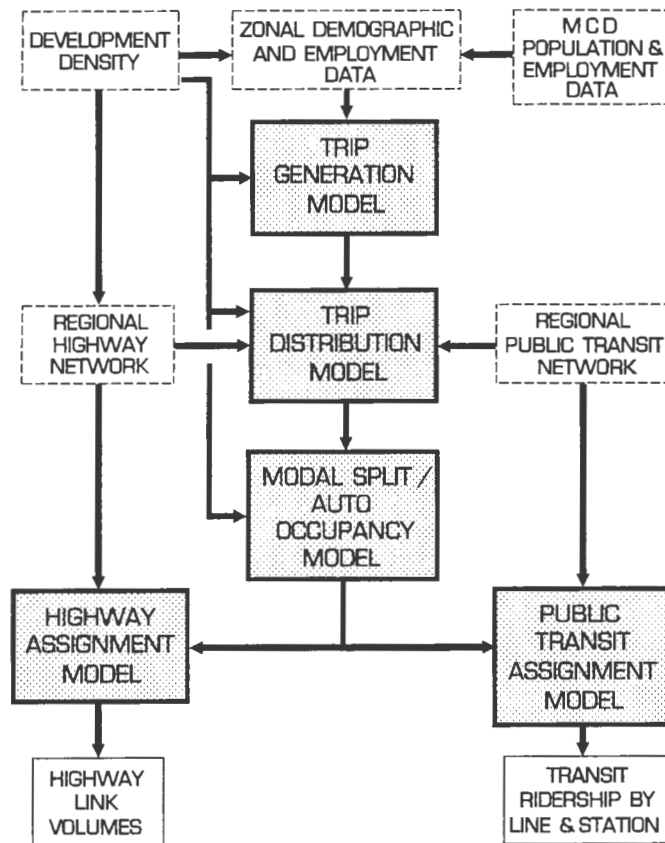 DEVELOPMENT
DENSITY
ZONAL DEMOGRAPHIC
AND EMPLOYMENT
DATA
MCD
POPULATION &
EMPLOYMENT
DATA
TRIP
GENERATION
MODEL
REGIONAL
HIGHWAY
NETWORK
TRIP
DISTRIBUTION
MODEL
REGIONAL
PUBLIC TRANSIT
NETWORK
MODAL SPLIT /
AUTO
OCCUPANCY
MODEL
HIGHWAY
ASSIGNMENT
MODEL
PUBLIC
TRANSIT
ASSIGNMENT
MODEL
HIGHWAY
LINK
VOLUMES
TRANSIT
RIDERSHIP BY
LINE & STATION